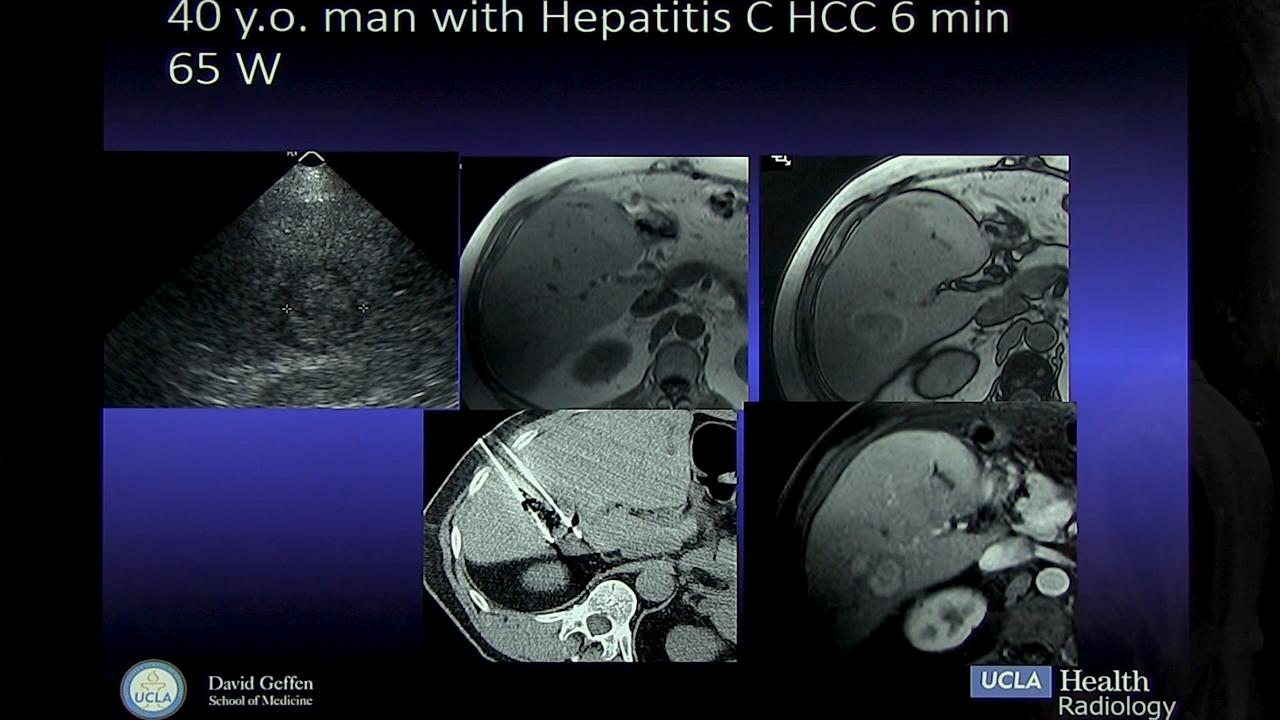 40 y.o. man with Hepatitis C HCC 6 min
65 W
UCLA
David Geffen
School of Medicine
UCLA Health
Radiology